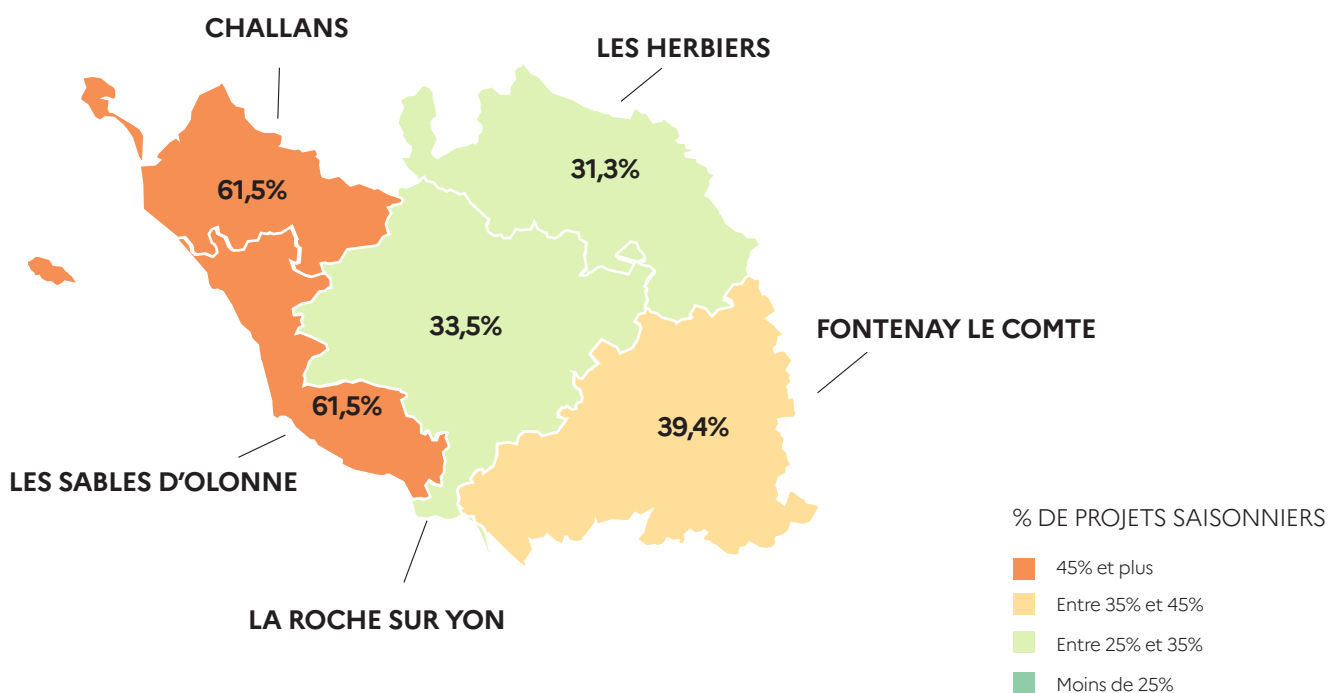 CHALLANS
LES HERBIERS
31,3%
61,5%
33,5%
FONTENAY LE COMTE
61,5%
39,4%
LES SABLES D'OLONNE
LA ROCHE SUR YON
% DE PROJETS SAISONNIERS
45% et plus
Entre 35% et 45%
Entre 25% et 35%
Moins de 25%